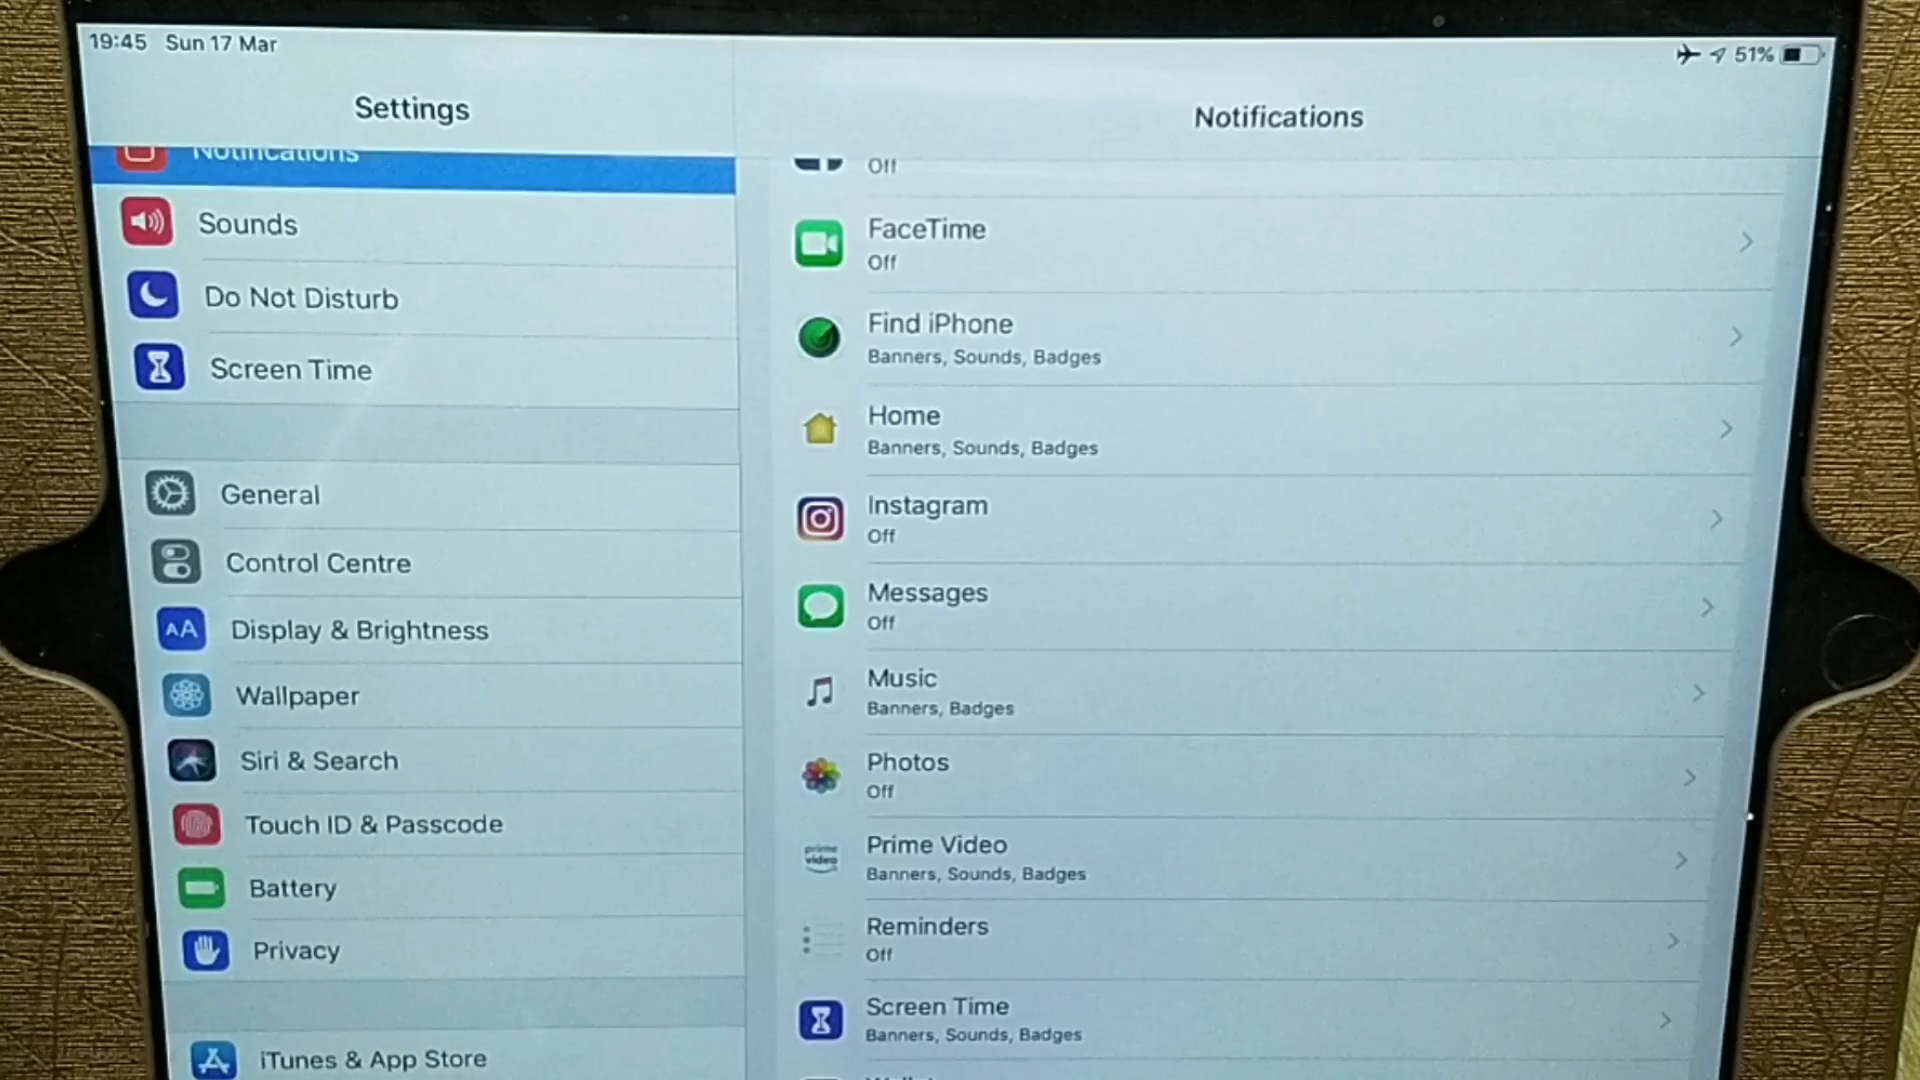 19:45 Sun 17 Mar
51%
Settings
Notifications
Sounds
Do Not Disturb
Screen Time
General
Control Centre
AA Display & Brightness
Wallpaper
Siri & Search
Touch ID & Passcode
Battery
Privacy
iTunes & App Store
Notifications
Off
FaceTime
Off
Find iPhone
Banners, Sounds, Badges
Home
Banners, Sounds, Badges
Instagram
Off
Messages
Off
Music
Banners, Badges
Photos
Off
prime video
Prime Video
Banners, Sounds, Badges
Reminders
Off
Screen Time
Banners, Sounds, Badges